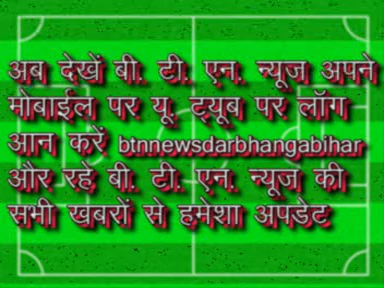 अब देखें बी. टी. एन. न्यूज अपने
मोबाईल पर यू. ट्यूब पर लॉग
आन करें btnnewsdarbhangabihar
और रहे बी. टी. एन. न्यूज की
सभी खबरों से हमेशा अपडैट